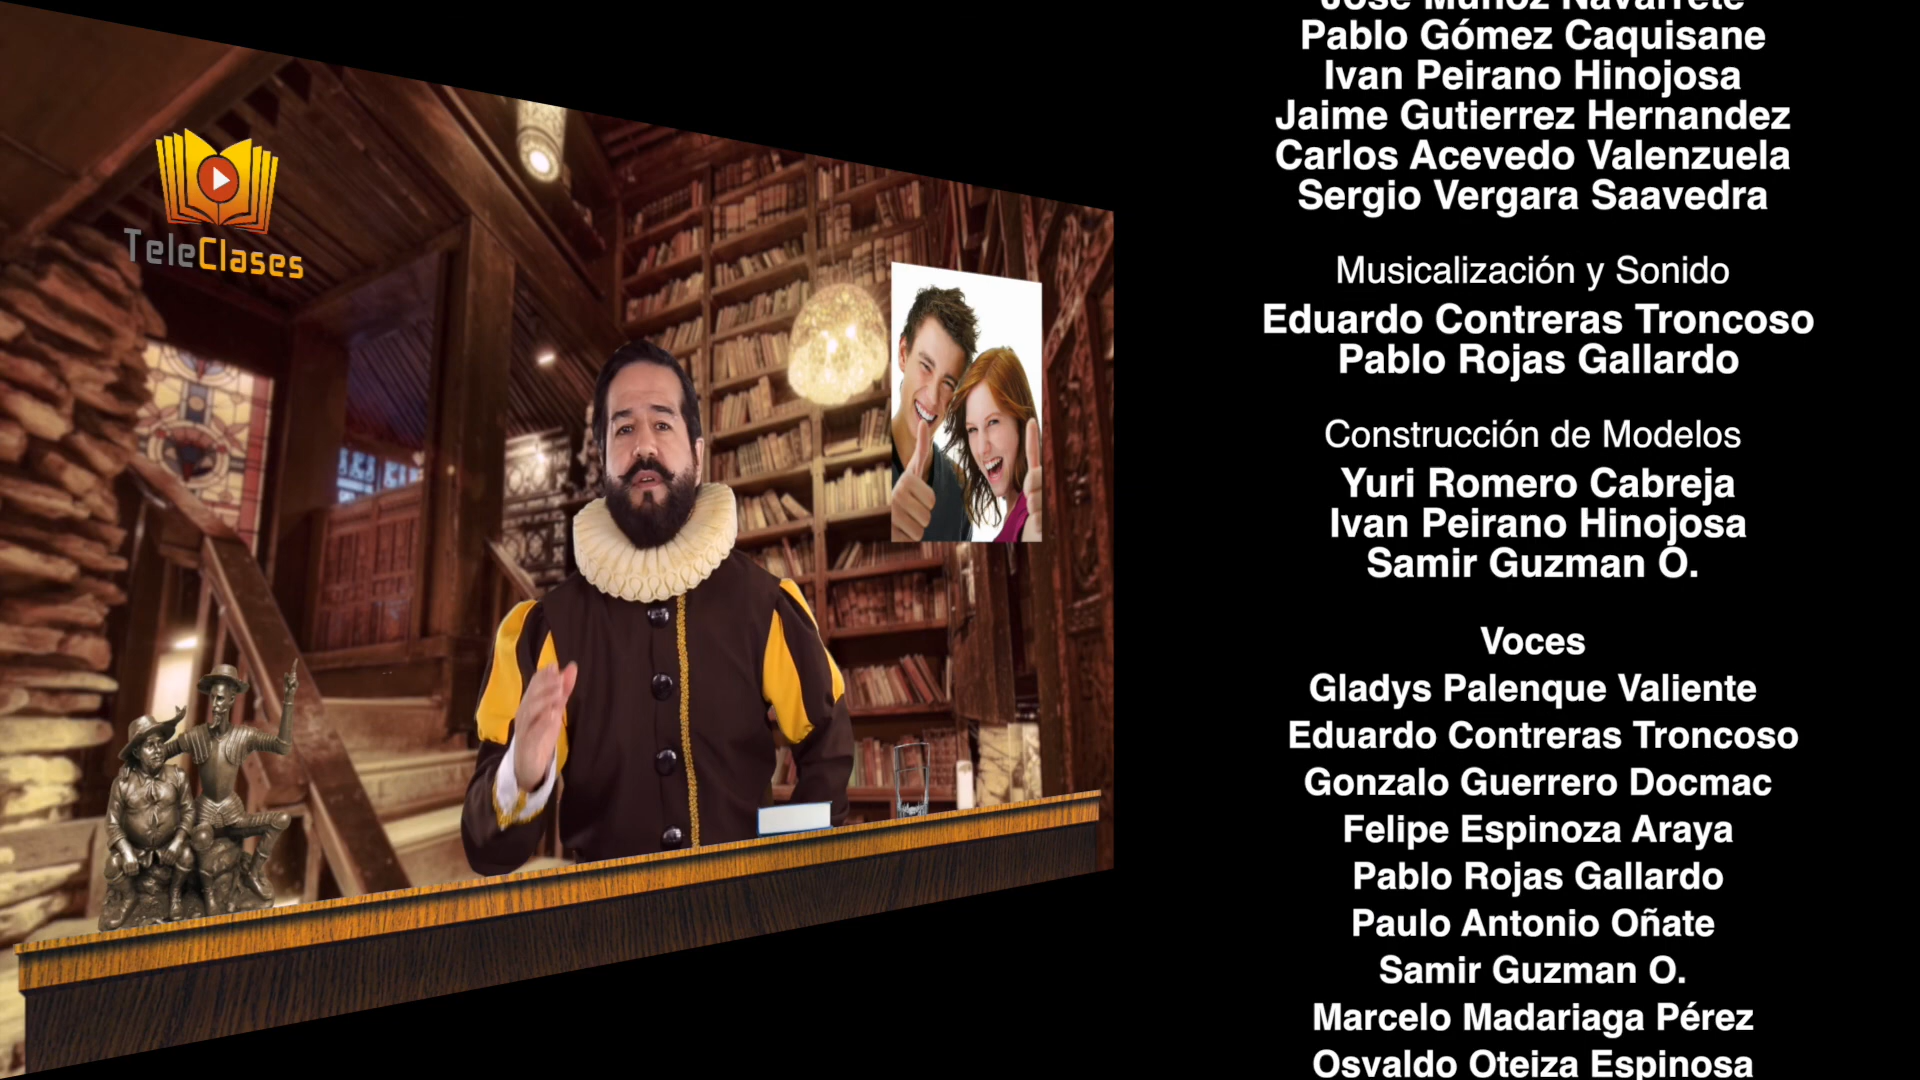 TeleClases
José Muñoz Navarrete
Pablo Gómez Caquisane
Ivan Peirano Hinojosa
Jaime Gutierrez Hernandez
Carlos Acevedo Valenzuela
Sergio Vergara Saavedra
Musicalización y Sonido
Eduardo Contreras Troncoso
Pablo Rojas Gallardo
Construcción de Modelos
Yuri Romero Cabreja
Ivan Peirano Hinojosa
Samir Guzman O.
Voces
Gladys Palenque Valiente
Eduardo Contreras Troncoso
Gonzalo Guerrero Docmac
Felipe Espinoza Araya
Pablo Rojas Gallardo
Paulo Antonio Oñate
Samir Guzman O.
Marcelo Madariaga Pérez
Osvaldo Oteiza Espinosa